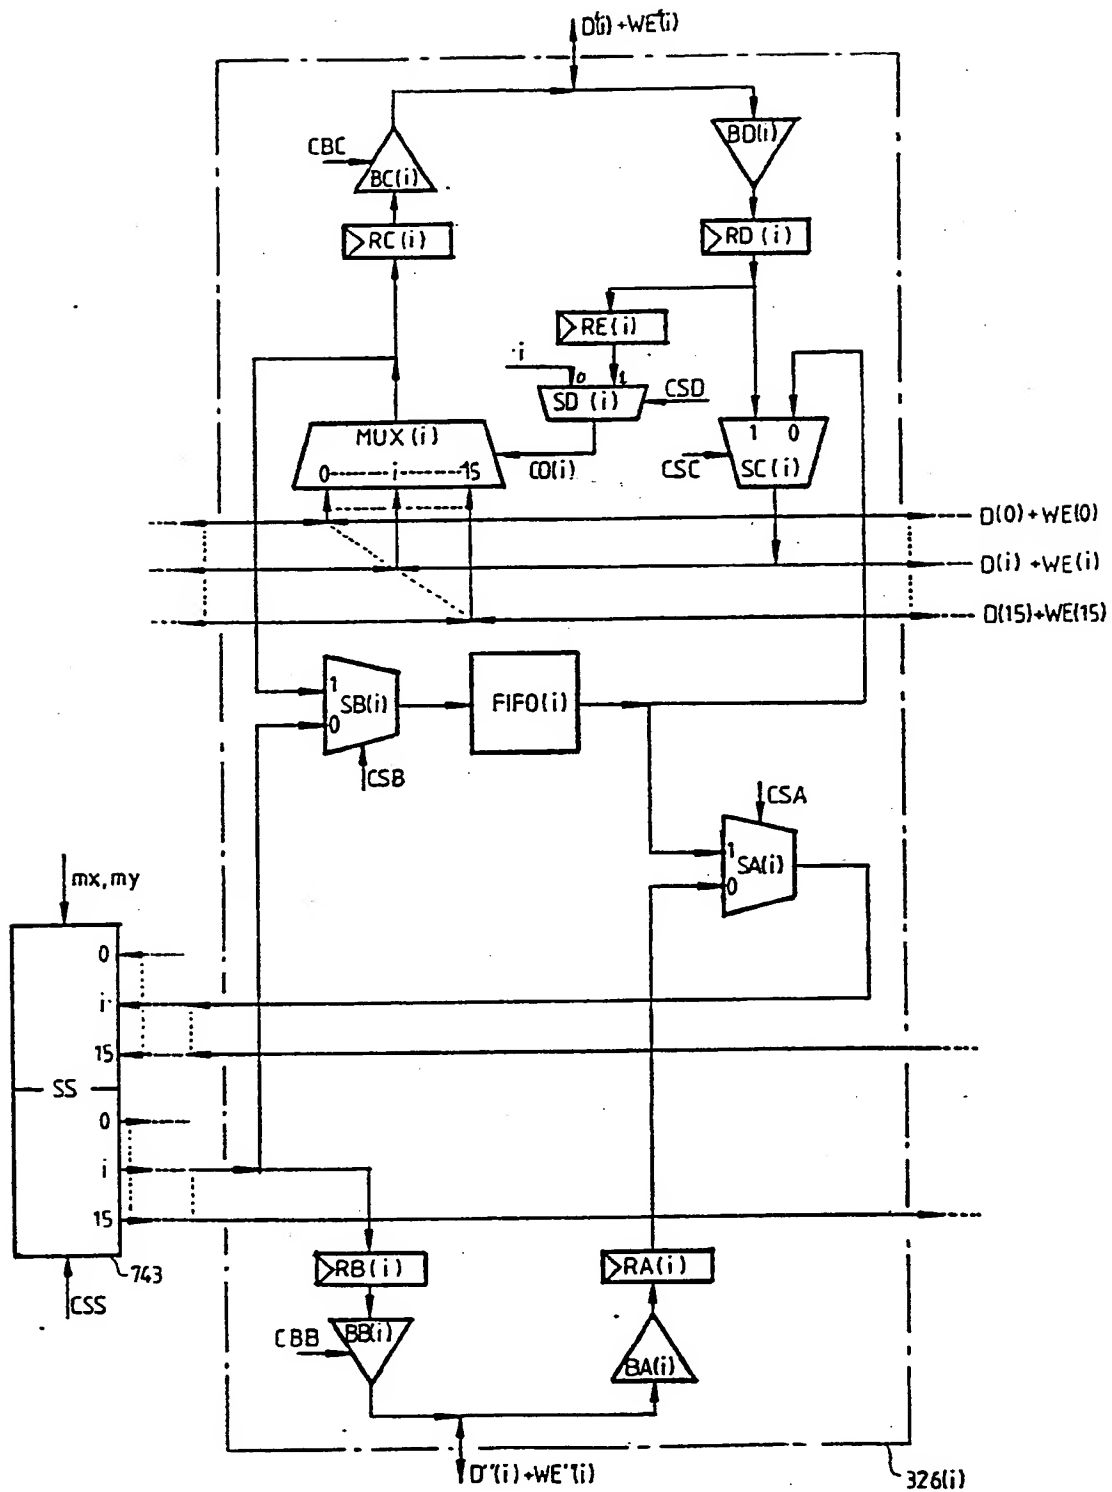 D'(i) + WE'(i)
CBC
BC(i)
BD(i)
RC(i)
RD(i)
RE(i)
i
0 1
SD(i)
CSD
MUX(i)
0 i 15
CO(i)
1 0
CSC
SC(i)
D(0) + WE(0)
D(i) + WE(i)
D(15)+WE(15)
1
SB(i)
0
FIFO(i)
CSB
CSA
1
SA(i)
0
mx,my
0
i
15
SS
0
i
15
743
CSS
RB(i)
RA(i)
CBB
BB(i)
BA(i)
D''(i) +WE''(i)
326(i)